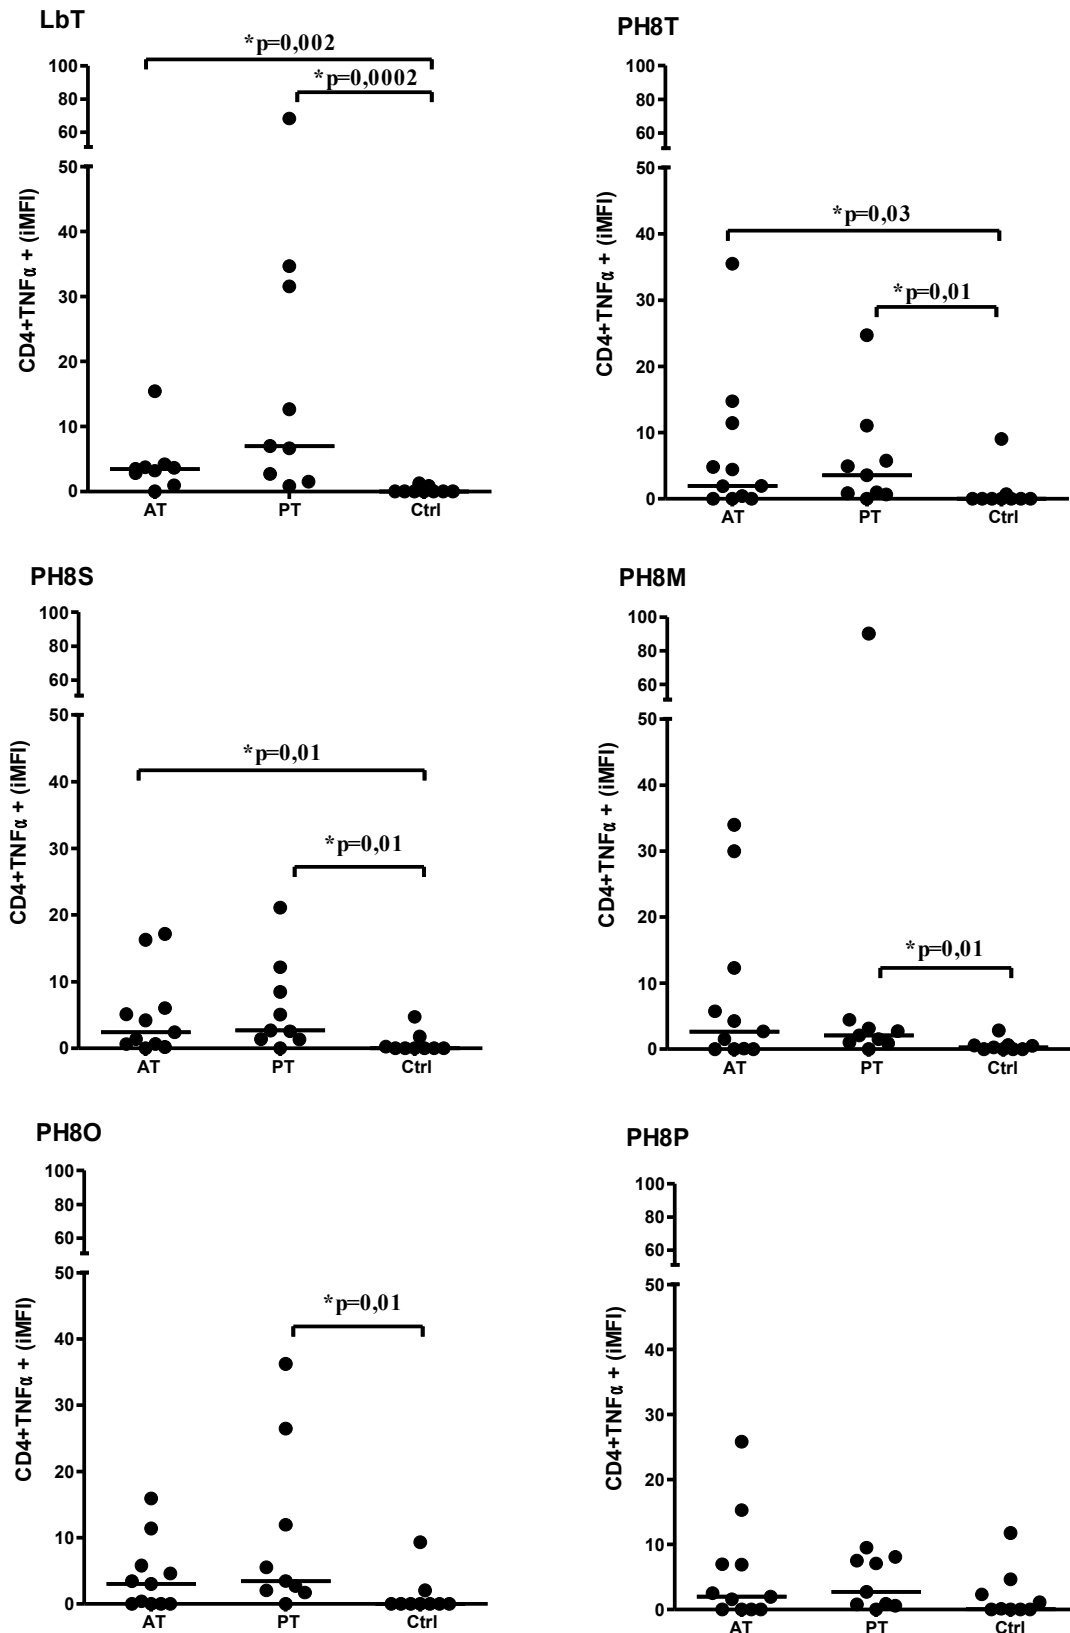 LbT
*p=0,002
*p=0,0002
100
80
60
50
40
30
20
10
0
CD4+TNFα + (iMFI)
AT PT Ctrl
PH8T
100
80
60
50
40
30
20
10
0
CD4+TNFα + (iMFI)
*p=0,03
*p=0,01
AT PT Ctrl
PH8S
100
80
60
50
40
30
20
10
0
CD4+TNFα + (iMFI)
*p=0,01
*p=0,01
AT PT Ctrl
PH8M
100
80
60
50
40
30
20
10
0
CD4+TNFα + (iMFI)
*p=0,01
AT PT Ctrl
PH8O
100
80
60
50
40
30
20
10
0
CD4+TNFα + (iMFI)
*p=0,01
AT PT Ctrl
PH8P
100
80
60
50
40
30
20
10
0
CD4+TNFα + (iMFI)
AT PT Ctrl